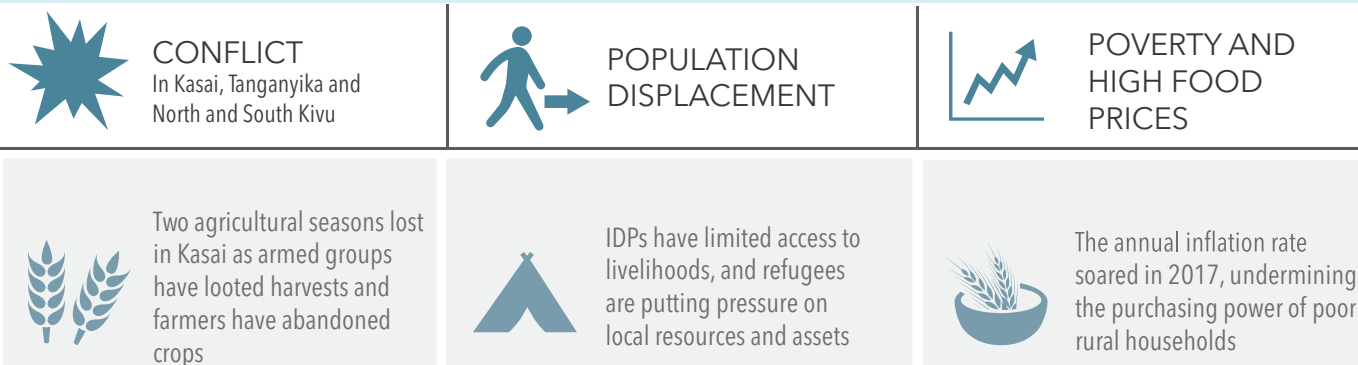 CONFLICT
In Kasai, Tanganyika and
North and South Kivu
POPULATION
DISPLACEMENT
POVERTY AND
HIGH FOOD
PRICES
Two agricultural seasons lost
in Kasai as armed groups
have looted harvests and
farmers have abandoned
crops
IDPs have limited access to
livelihoods, and refugees
are putting pressure on
local resources and assets
The annual inflation rate
soared in 2017, undermining
the purchasing power of poor
rural households